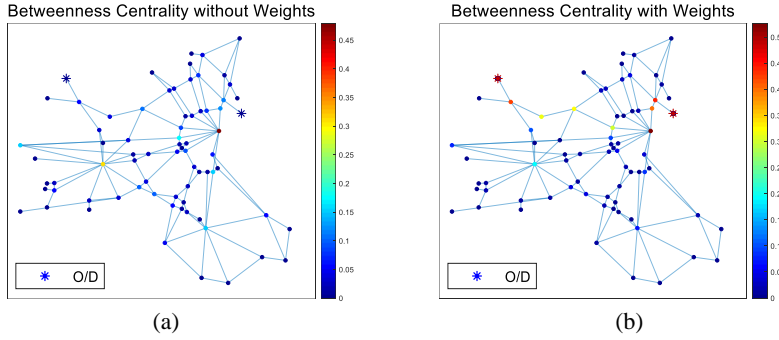 Betweenness Centrality without Weights
0.45
0.4
0.35
0.3
0.25
0.2
0.15
0.1
0.05
0
O/D
(a)
Betweenness Centrality with Weights
O/D
0
(b)